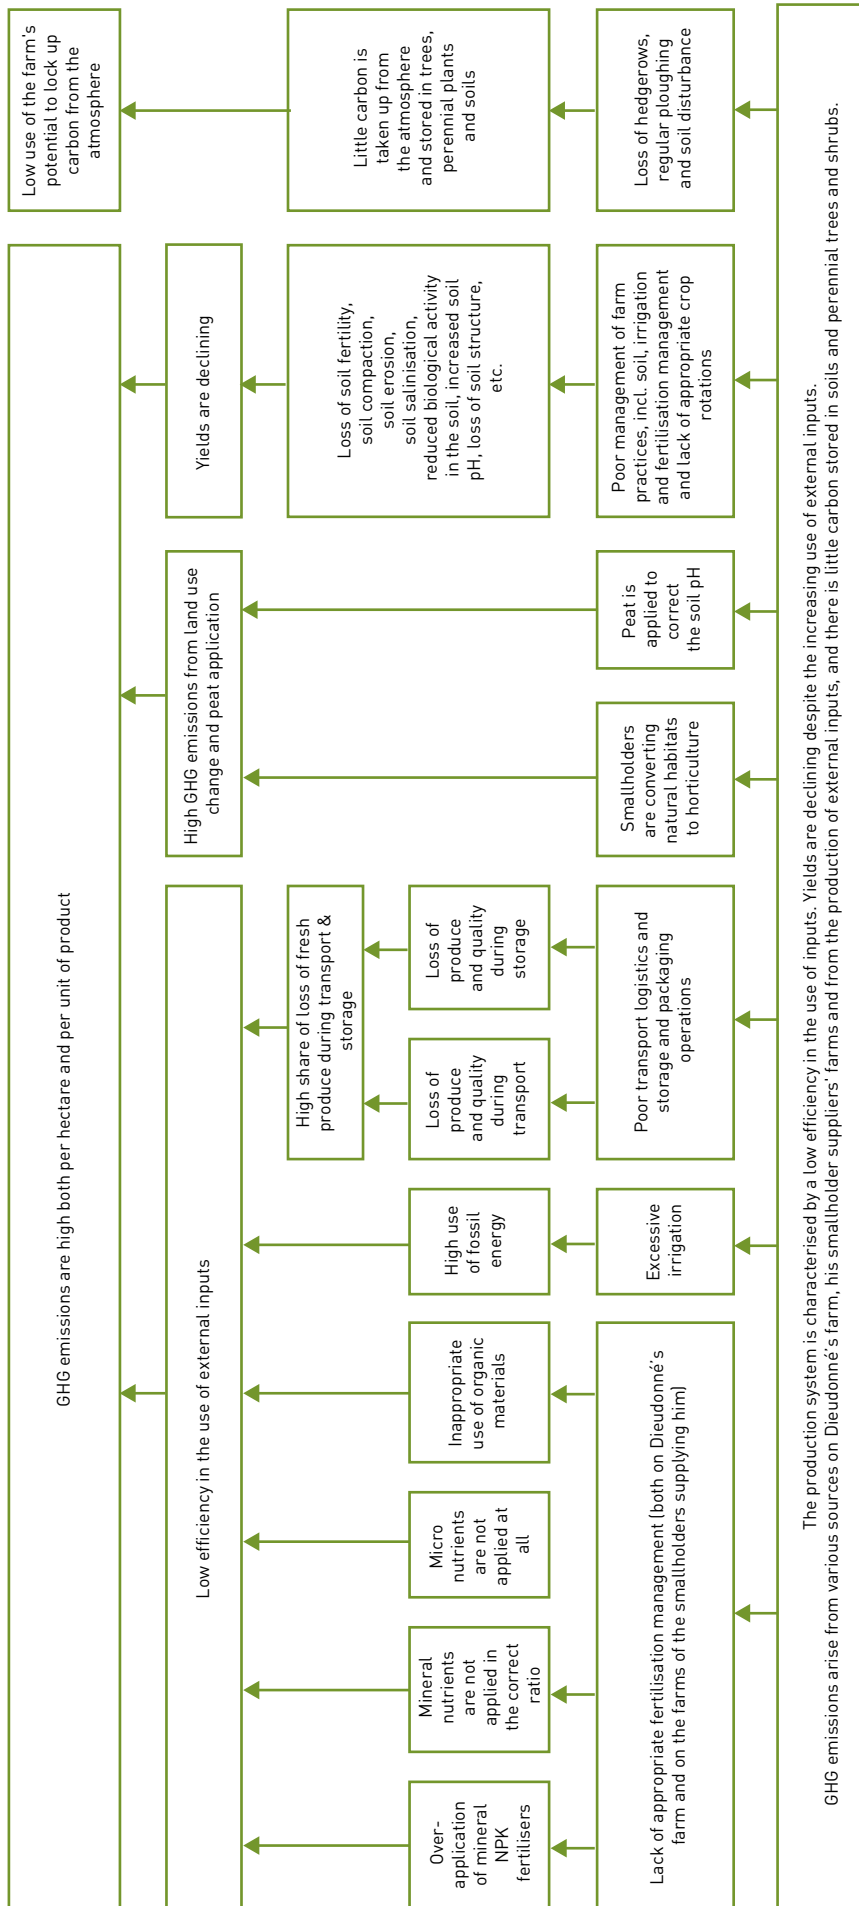 GHG emissions are high both per hectare and per unit of product
Low use of the farm's
potential to lock up
carbon from the
atmosphere
Low efficiency in the use of external inputs
High GHG emissions from land use
change and peat application
Yields are declining
High share of loss of fresh
produce during transport &
storage
Loss of soil fertility,
soil compaction,
soil erosion,
soil salinisation,
reduced biological activity
in the soil, increased soil
pH, loss of soil structure,
etc.
Little carbon is
taken up from
the atmosphere
and stored in trees,
perennial plants
and soils
Over-
application
of mineral
NPK
fertilisers
Mineral
nutrients
are not
applied in
the correct
ratio
Micro
nutrients
are not
applied at
all
Inappropriate
use of organic
materials
High use
of fossil
energy
Loss of
produce
and quality
during
transport
Loss of
produce
and quality
during
storage
Lack of appropriate fertilisation management (both on Dieudonné's
farm and on the farms of the smallholders supplying him)
Excessive
irrigation
Poor transport logistics and
storage and packaging
operations
Smallholders
are converting
natural habitats
to horticulture
Peat is
applied to
correct
the soil pH
Poor management of farm
practices, incl. soil, irrigation
and fertilisation management
and lack of appropriate crop
rotations
Loss of hedgerows,
regular ploughing
and soil disturbance
The production system is characterised by a low efficiency in the use of inputs. Yields are declining despite the increasing use of external inputs.
GHG emissions arise from various sources on Dieudonné's farm, his smallholder suppliers' farms and from the production of external inputs, and there is little carbon stored in soils and perennial trees and shrubs.